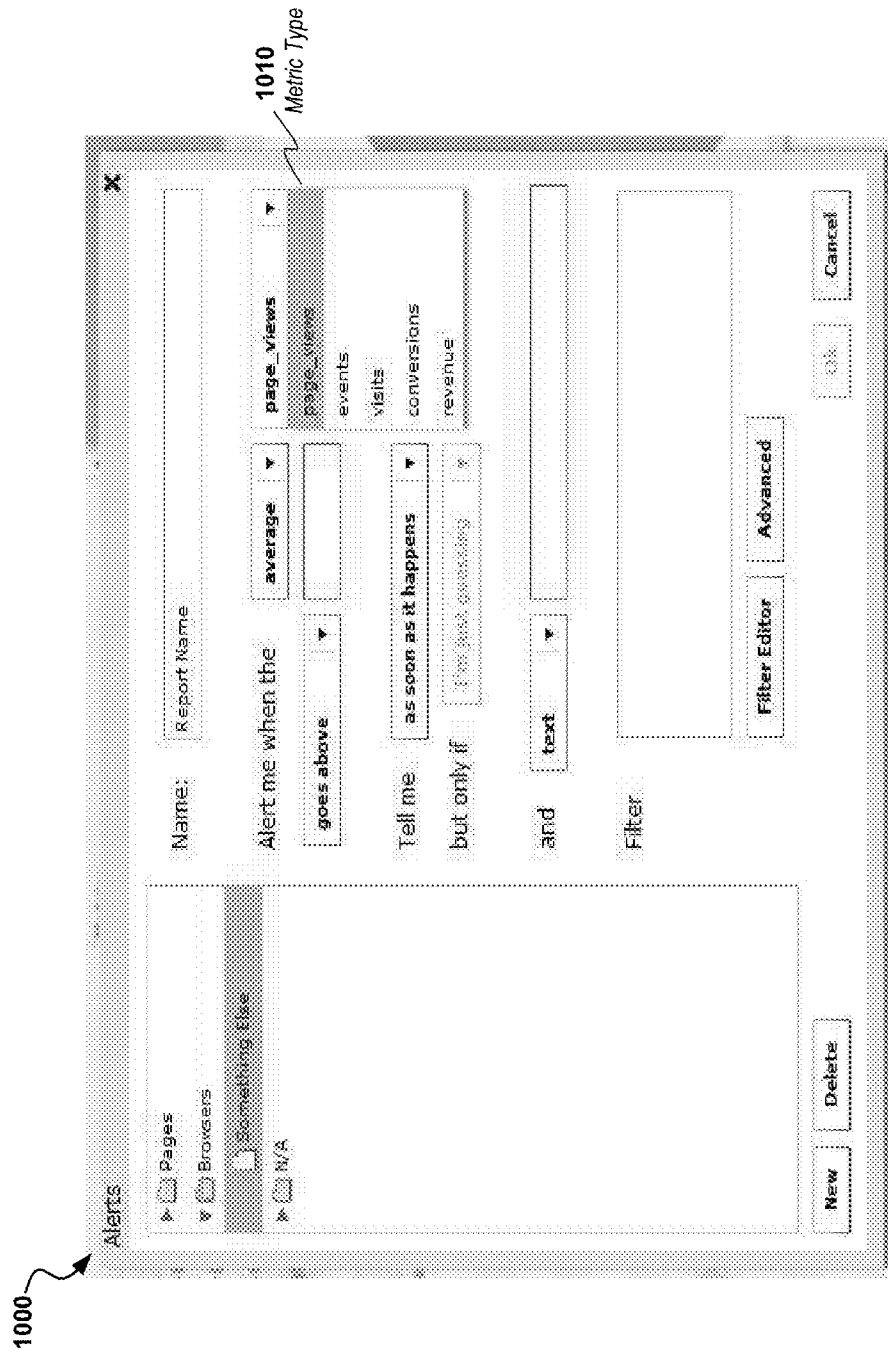 1000
Alerts
Pages
Browsers
Something Else
N/A
New
Delete
Name:
Report Name
Alert me when the
average
page_views
page_views
events
visits
conversions
revenue
1010
Metric Type
goes above
Tell me
as soon as it happens
but only if
I'm just guessing
and
text
Filter
Filter Editor
Advanced
Ok
Cancel